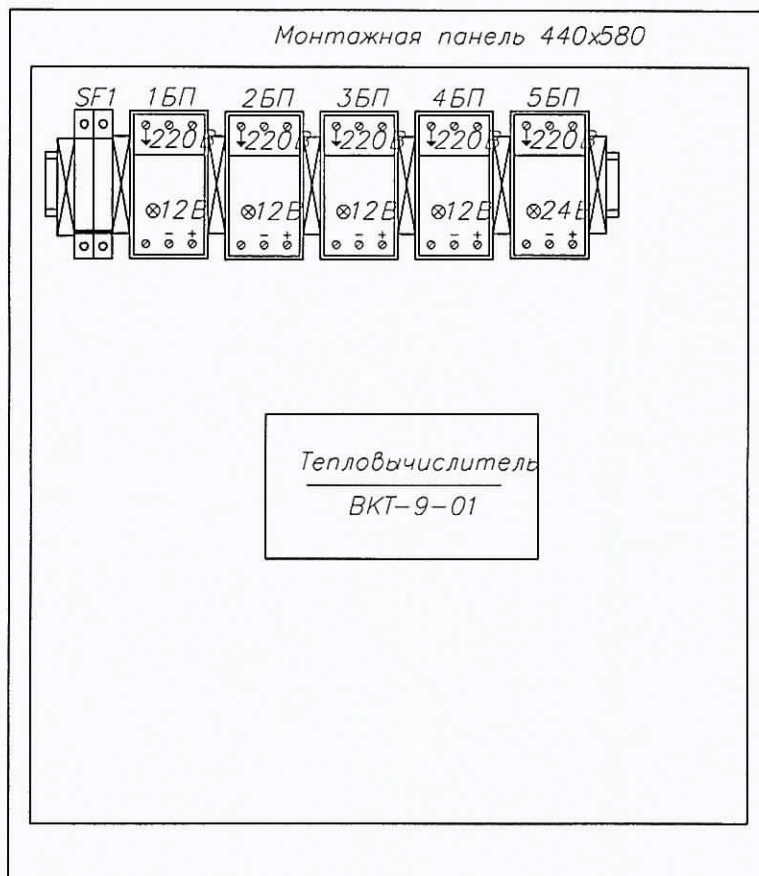 Монтажная панель 440х580
SF1 1БП 2БП 3БП 4БП 5БП
220В 220В 220В 220В 220В
12В 12В 12В 12В 24В
- + - + - + - + - +
Тепловычислитель
ВКТ-9-01